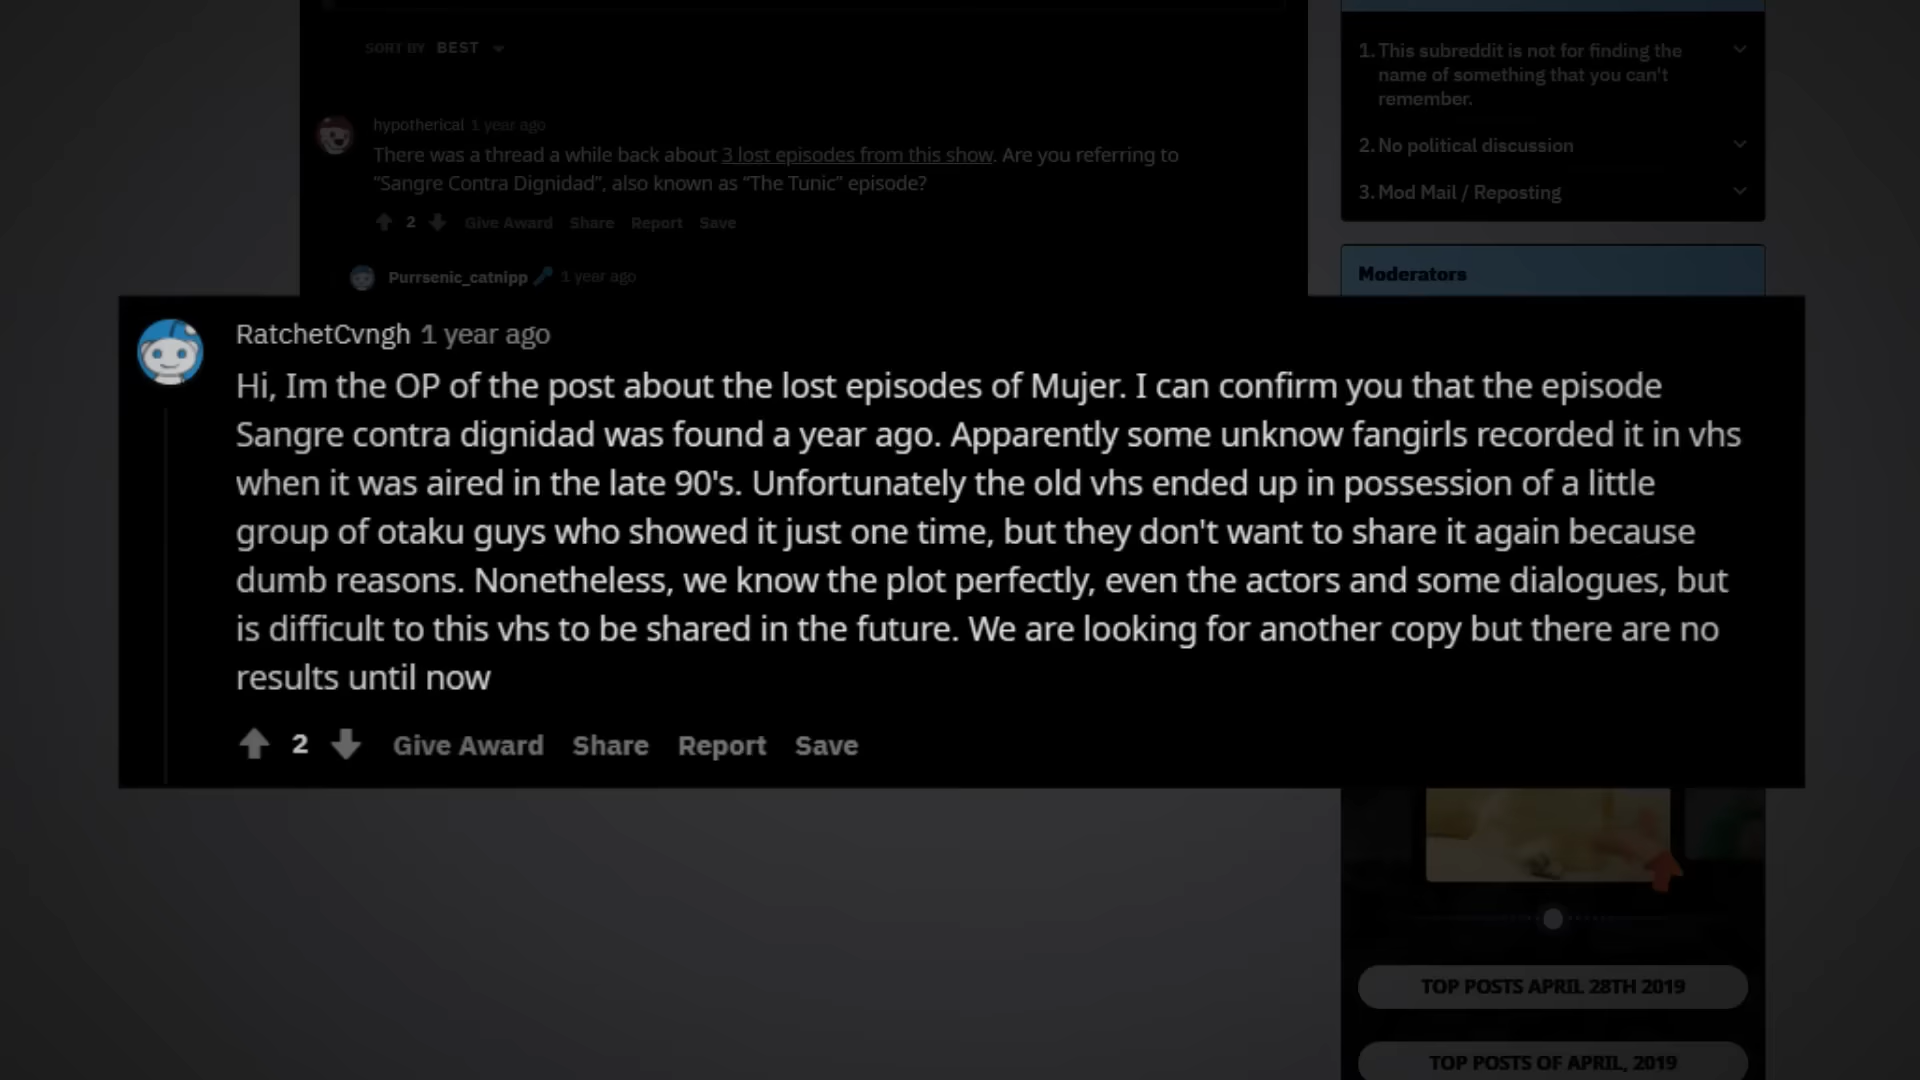 SORT BY BEST
hypotherical 1 year ago
There was a thread a while back about 3 lost episodes from this show. Are you referring to
“Sangre Contra Dignidad”, also known as “The Tunic” episode?
2 Give Award Share Report Save
Purrsenic_catnipp 1 year ago
RatchetCvngh 1 year ago
Hi, Im the OP of the post about the lost episodes of Mujer. I can confirm you that the episode
Sangre contra dignidad was found a year ago. Apparently some unknow fangirls recorded it in vhs
when it was aired in the late 90's. Unfortunately the old vhs ended up in possession of a little
group of otaku guys who showed it just one time, but they don't want to share it again because
dumb reasons. Nonetheless, we know the plot perfectly, even the actors and some dialogues, but
is difficult to this vhs to be shared in the future. We are looking for another copy but there are no
results until now
2 Give Award Share Report Save
1. This subreddit is not for finding the
name of something that you can't
remember.
2. No political discussion
3. Mod Mail / Reposting
Moderators
TOP POSTS APRIL 28TH 2019
TOP POSTS OF APRIL, 2019